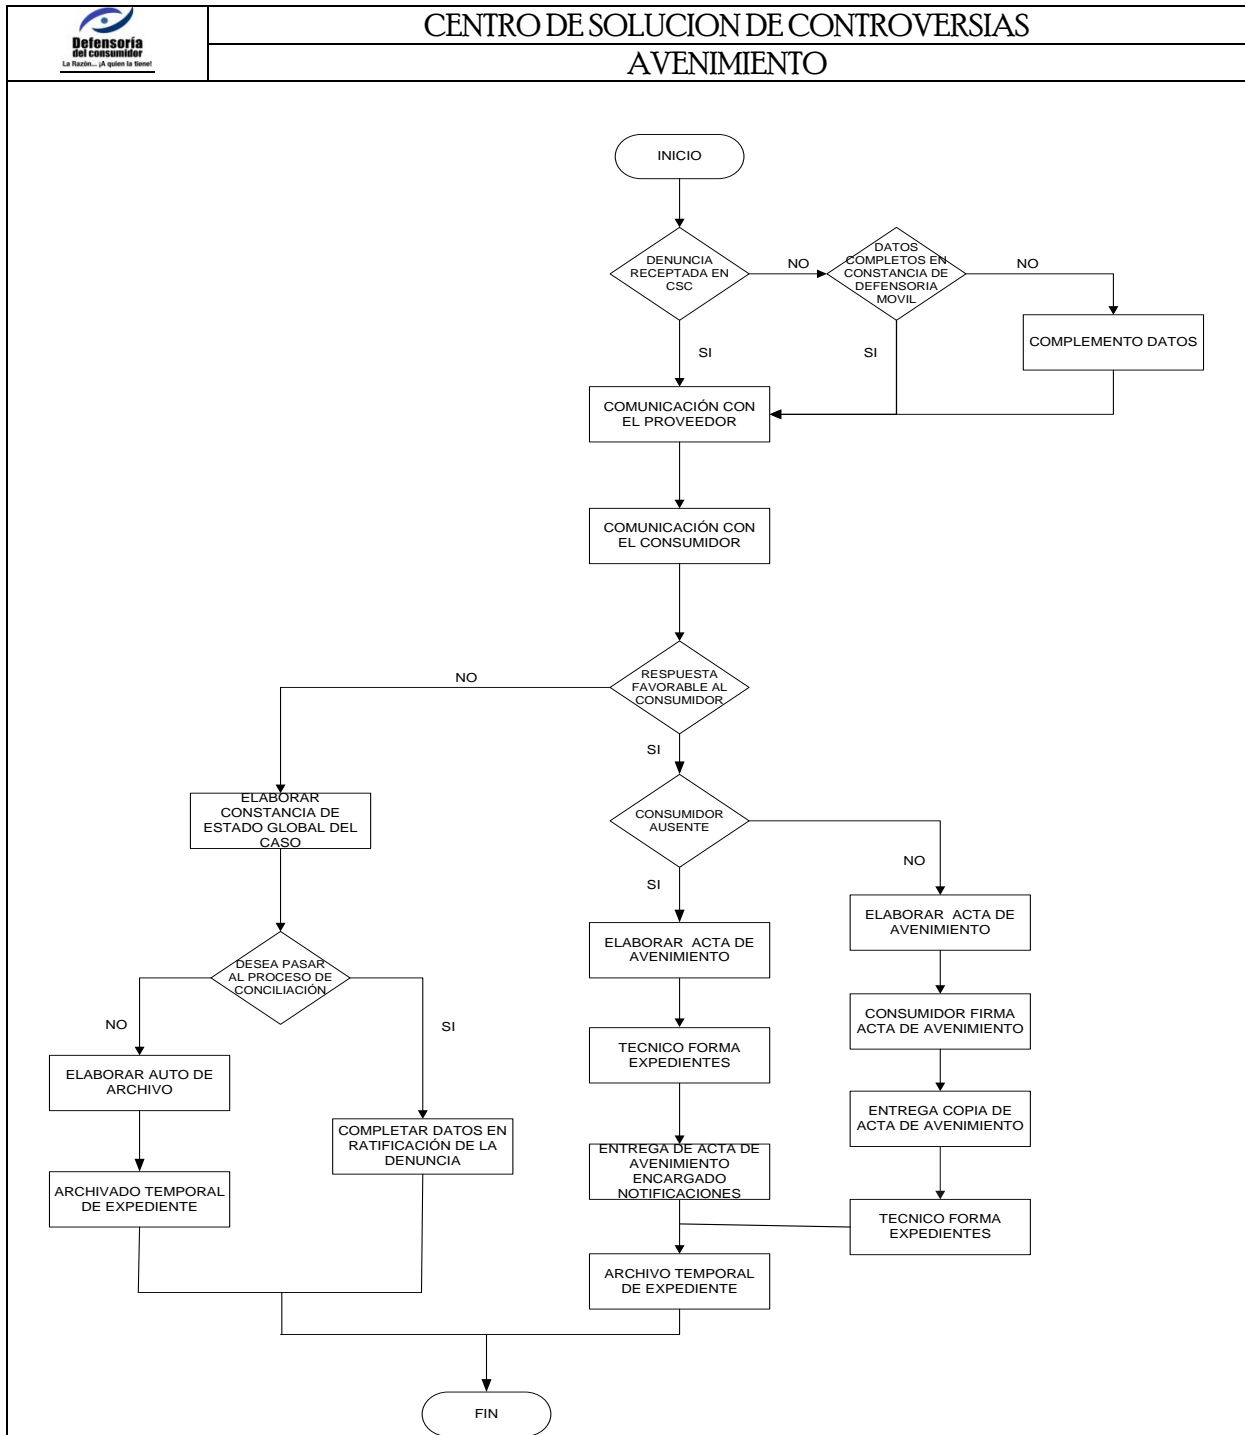 Defensoría
del consumidor
La Razón... ¡A quien la tiene!
CENTRO DE SOLUCION DE CONTROVERSIAS
AVENIMIENTO
INICIO
DENUNCIA
RECEPTADA EN
CSC
NO
DATOS
COMPLETOS EN
CONSTANCIA DE
DEFENSORIA
MOVIL
NO
COMPLEMENTO DATOS
SI
SI
COMUNICACIÓN CON
EL PROVEEDOR
COMUNICACIÓN CON
EL CONSUMIDOR
RESPUESTA
FAVORABLE AL
CONSUMIDOR
NO
SI
ELABORAR
CONSTANCIA DE
ESTADO GLOBAL DEL
CASO
CONSUMIDOR
AUSENTE
NO
SI
ELABORAR ACTA DE
AVENIMIENTO
ELABORAR ACTA DE
AVENIMIENTO
DESEA PASAR
AL PROCESO DE
CONCILIACIÓN
NO
SI
CONSUMIDOR FIRMA
ACTA DE AVENIMIENTO
TECNICO FORMA
EXPEDIENTES
ELABORAR AUTO DE
ARCHIVO
ENTREGA COPIA DE
ACTA DE AVENIMIENTO
COMPLETAR DATOS EN
RATIFICACIÓN DE LA
DENUNCIA
ENTREGA DE ACTA DE
AVENIMIENTO
ENCARGADO
NOTIFICACIONES
ARCHIVADO TEMPORAL
DE EXPEDIENTE
TECNICO FORMA
EXPEDIENTES
ARCHIVO TEMPORAL
DE EXPEDIENTE
FIN